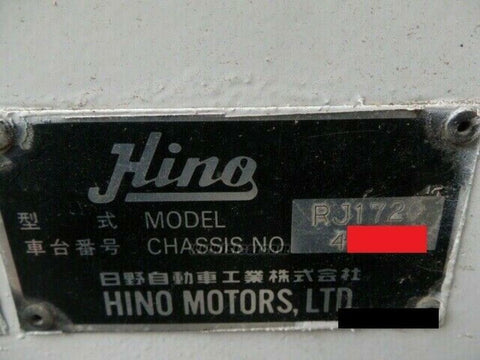 Hino
型 式 MODEL RJ172
車台番号 CHASSIS NO. 4
日野自動車工業株式会社
HINO MOTORS, LTD